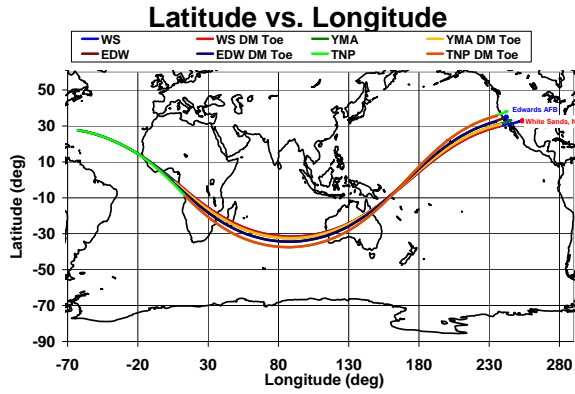 Latitude vs. Longitude
WS WS DM Toe YMA YMA DM Toe
EDW EDW DM Toe TNP TNP DM Toe
Latitude (deg)
50
30
10
-10
-30
-50
-70
-90
Edwards AFB
White Sands, N
-70 -20 30 80 130 180 230 280
Longitude (deg)